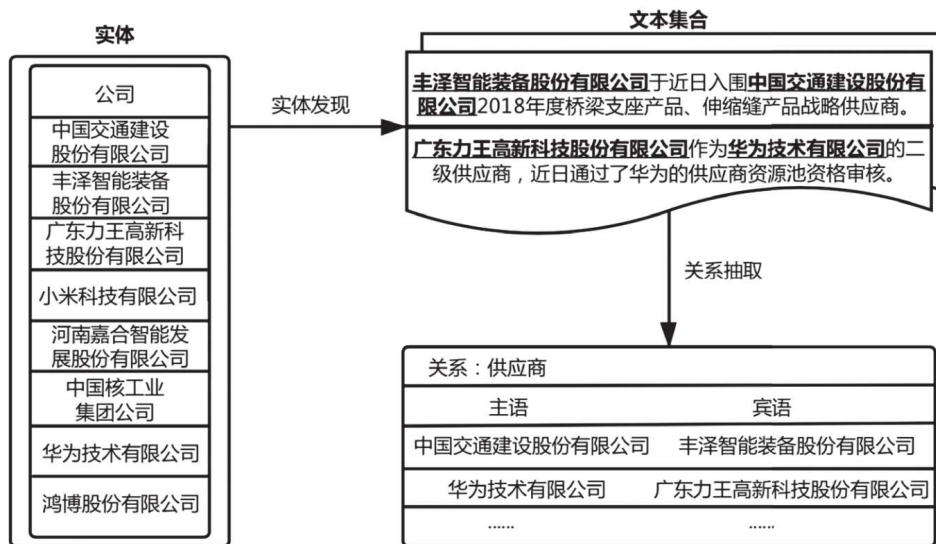 实体
公司
中国交通建设
股份有限公司
丰泽智能装备
股份有限公司
广东力王高新科
技股份有限公司
小米科技有限公司
河南嘉合智能发
展股份有限公司
中国核工业
集团公司
华为技术有限公司
鸿博股份有限公司
实体发现
文本集合
丰泽智能装备股份有限公司于近日入围中国交通建设股份有
限公司2018年度桥梁支座产品、伸缩缝产品战略供应商。
广东力王高新科技股份有限公司作为华为技术有限公司的二
级供应商，近日通过了华为的供应商资源池资格审核。
关系抽取
关系：供应商
主语 宾语
中国交通建设股份有限公司 丰泽智能装备股份有限公司
华为技术有限公司 广东力王高新科技股份有限公司
…… ……